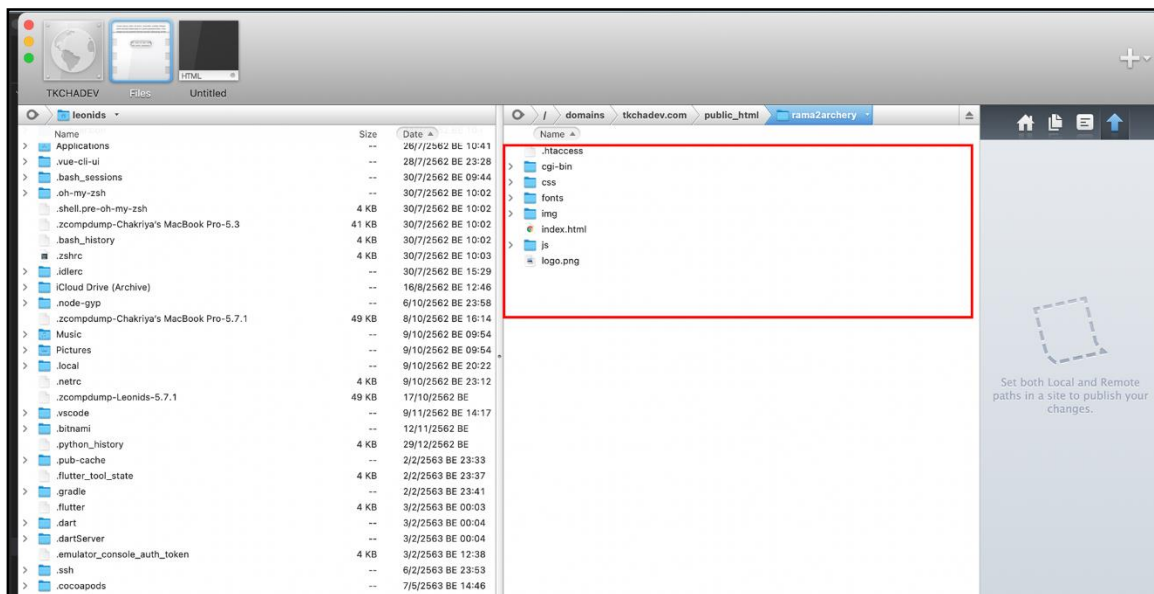 HTML
TKCHADEV Files Untitled
leonids
Name Size Date
Applications -- 26/7/2562 BE 10:41
.vue-cli-ui -- 28/7/2562 BE 23:28
.bash_sessions -- 30/7/2562 BE 09:44
.oh-my-zsh -- 30/7/2562 BE 10:02
.shell.pre-oh-my-zsh 4 KB 30/7/2562 BE 10:02
.zcompdump-Chakriya's MacBook Pro-5.3 41 KB 30/7/2562 BE 10:02
.bash_history 4 KB 30/7/2562 BE 10:02
.zshrc 4 KB 30/7/2562 BE 10:03
.idlerc -- 30/7/2562 BE 15:29
iCloud Drive (Archive) -- 16/8/2562 BE 12:46
.node-gyp -- 6/10/2562 BE 23:58
.zcompdump-Chakriya's MacBook Pro-5.7.1 49 KB 8/10/2562 BE 16:14
Music -- 9/10/2562 BE 09:54
Pictures -- 9/10/2562 BE 09:54
.local -- 9/10/2562 BE 20:22
.netrc 4 KB 9/10/2562 BE 23:12
.zcompdump-Leonids-5.7.1 49 KB 17/10/2562 BE
.vscode -- 9/11/2562 BE 14:17
.bitnami -- 12/11/2562 BE
.python_history 4 KB 29/12/2562 BE
.pub-cache -- 2/2/2563 BE 23:33
.flutter_tool_state 4 KB 2/2/2563 BE 23:37
.gradle -- 2/2/2563 BE 23:41
.flutter 4 KB 3/2/2563 BE 00:03
.dart -- 3/2/2563 BE 00:04
.dartServer -- 3/2/2563 BE 00:04
.emulator_console_auth_token 4 KB 3/2/2563 BE 12:38
.ssh -- 6/2/2563 BE 23:53
.cocoapods -- 7/5/2563 BE 14:46
/ domains tkchadev.com public_html rama2archery
Name
.htaccess
cgi-bin
css
fonts
img
index.html
js
logo.png
Set both Local and Remote
paths in a site to publish your
changes.